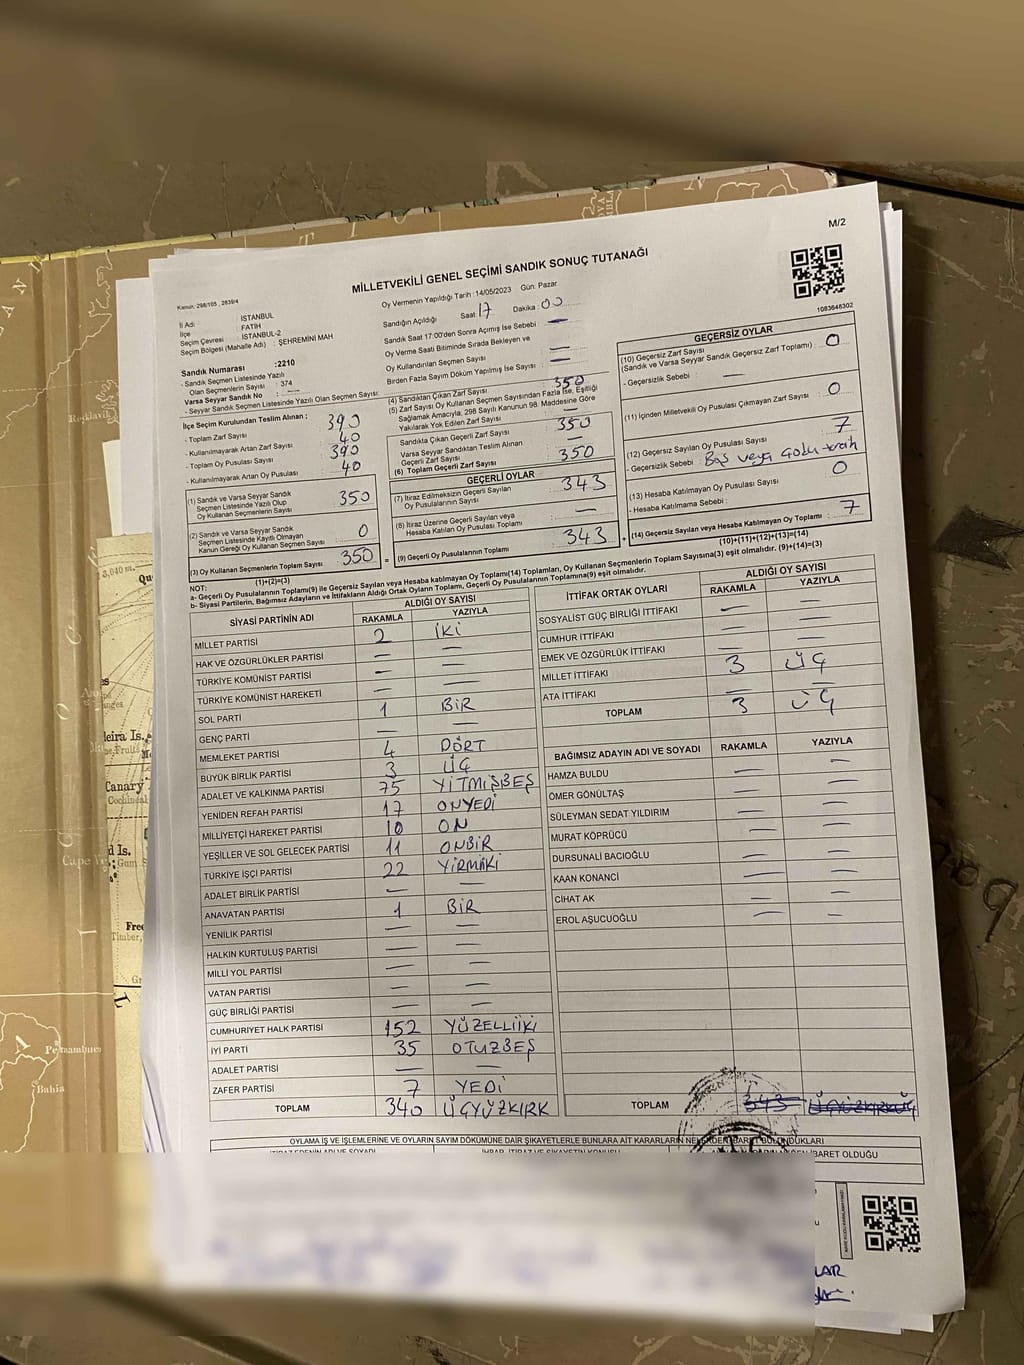 M/2
MİLLETVEKİLİ GENEL SEÇİMİ SANDIK SONUÇ TUTANAĞI
Kanun, 298/105 , 2839/4
Oy Vermenin Yapıldığı Tarih : 14/05/2023 Gün: Pazar
1083648302
İl Adı : İSTANBUL
İlçe : FATİH
Seçim Çevresi : İSTANBUL-2
Seçim Bölgesi (Mahalle Adı) : ŞEHREMİNİ MAH
Sandık Numarası :2210
- Sandık Seçmen Listesinde Yazılı
Olan Seçmenlerin Sayısı : 374
Varsa Seyyar Sandık No : ---
- Seyyar Sandık Seçmen Listesinde Yazılı Olan Seçmen Sayısı:
İlçe Seçim Kurulundan Teslim Alınan :
- Toplam Zarf Sayısı 390
- Kullanılmayarak Artan Zarf Sayısı 40
- Toplam Oy Pusulası Sayısı 390
- Kullanılmayarak Artan Oy Pusulası 40
(1) Sandık ve Varsa Seyyar Sandık
Seçmen Listesinde Yazılı Olup
Oy Kullanan Seçmenlerin Sayısı 350
(2) Sandık ve Varsa Seyyar Sandık
Seçmen Listesinde Kayıtlı Olmayan
Kanun Gereği Oy Kullanan Seçmen Sayısı 0
(3) Oy Kullanan Seçmenlerin Toplam Sayısı 350 =
(1)+(2)=(3)
Sandığın Açıldığı Saat 17 Dakika 00
Sandık Saat 17:00'den Sonra Açılmış İse Sebebi : —
Oy Verme Saati Bitiminde Sırada Bekleyen ve
Oy Kullandırılan Seçmen Sayısı : —
Birden Fazla Sayım Döküm Yapılmış İse Sayısı : —
(4) Sandıktan Çıkan Zarf Sayısı 350
(5) Zarf Sayısı Oy Kullanan Seçmen Sayısından Fazla İse, Eşitliği
Sağlamak Amacıyla, 298 Sayılı Kanunun 98. Maddesine Göre
Yakılarak Yok Edilen Zarf Sayısı —
Sandıkta Çıkan Geçerli Zarf Sayısı 350
Varsa Seyyar Sandıktan Teslim Alınan
Geçerli Zarf Sayısı —
(6) Toplam Geçerli Zarf Sayısı 350
GEÇERLİ OYLAR
(7) İtiraz Edilmeksizin Geçerli Sayılan
Oy Pusulalarının Sayısı 343
(8) İtiraz Üzerine Geçerli Sayılan veya
Hesaba Katılan Oy Pusulası Toplamı —
(9) Geçerli Oy Pusulalarının Toplamı 343 +
GEÇERSİZ OYLAR
(10) Geçersiz Zarf Sayısı
(Sandık ve Varsa Seyyar Sandık Geçersiz Zarf Toplamı) : 0
- Geçersizlik Sebebi : —
(11) İçinden Milletvekili Oy Pusulası Çıkmayan Zarf Sayısı : 0
(12) Geçersiz Sayılan Oy Pusulası Sayısı : 7
- Geçersizlik Sebebi : Boş veya
(13) Hesaba Katılmayan Oy Pusulası Sayısı : 0
- Hesaba Katılmama Sebebi :
(14) Geçersiz Sayılan veya Hesaba Katılmayan Oy Toplamı : 7
(10)+(11)+(12)+(13)=(14)
NOT:
a- Geçerli Oy Pusulalarının Toplamı(9) ile Geçersiz Sayılan veya Hesaba katılmayan Oy Toplamı(14) Toplamları, Oy Kullanan Seçmenlerin Toplam Sayısına(3) eşit olmalıdır. (9)+(14)=(3)
b- Siyasi Partilerin, Bağımsız Adayların ve İttifakların Aldığı Ortak Oyların Toplamı, Geçerli Oy Pusulalarının Toplamına(9) eşit olmalıdır.
SİYASİ PARTİNİN ADI ALDIĞI OY SAYISI
RAKAMLA YAZIYLA
MİLLET PARTİSİ 2 İKİ
HAK VE ÖZGÜRLÜKLER PARTİSİ — —
TÜRKİYE KOMÜNİST PARTİSİ — —
TÜRKİYE KOMÜNİST HAREKETİ — —
SOL PARTİ 1 BİR
GENÇ PARTİ — —
MEMLEKET PARTİSİ 4 DÖRT
BÜYÜK BİRLİK PARTİSİ 3 ÜÇ
ADALET VE KALKINMA PARTİSİ 75 YİTMİŞBEŞ
YENİDEN REFAH PARTİSİ 17 ONYEDİ
MİLLİYETÇİ HAREKET PARTİSİ 10 ON
YEŞİLLER VE SOL GELECEK PARTİSİ 11 ONBİR
TÜRKİYE İŞÇİ PARTİSİ 22
ADALET BİRLİK PARTİSİ — —
ANAVATAN PARTİSİ 1 BİR
YENİLİK PARTİSİ — —
HALKIN KURTULUŞ PARTİSİ — —
MİLLİ YOL PARTİSİ — —
VATAN PARTİSİ — —
GÜÇ BİRLİĞİ PARTİSİ — —
CUMHURİYET HALK PARTİSİ 152 YÜZELLİİKİ
İYİ PARTİ 35 OTUZBEŞ
ADALET PARTİSİ — —
ZAFER PARTİSİ 7 YEDİ
TOPLAM 340 ÜÇYÜZKIRK
İTTİFAK ORTAK OYLARI ALDIĞI OY SAYISI
RAKAMLA YAZIYLA
SOSYALİST GÜÇ BİRLİĞİ İTTİFAKI — —
CUMHUR İTTİFAKI — —
EMEK VE ÖZGÜRLÜK İTTİFAKI — —
MİLLET İTTİFAKI 3 ÜÇ
ATA İTTİFAKI — —
TOPLAM 3 ÜÇ
BAĞIMSIZ ADAYIN ADI VE SOYADI RAKAMLA YAZIYLA
HAMZA BULDU — —
ÖMER GÖNÜLTAŞ — —
SÜLEYMAN SEDAT YILDIRIM — —
MURAT KÖPRÜCÜ — —
DURSUNALİ BACIOĞLU — —
KAAN KONANCİ — —
CİHAT AK — —
EROL AŞUCUOĞLU — —
TOPLAM 343 ÜÇYÜZKIRKÜÇ
OYLAMA İŞ VE İŞLEMLERİNE VE OYLARIN SAYIM DÖKÜMÜNE DAİR ŞİKAYETLERLE BUNLARA AİT KARARLARIN NELERDEN İBARET BULUNDUKLARI
İBARET OLDUĞU
LAR